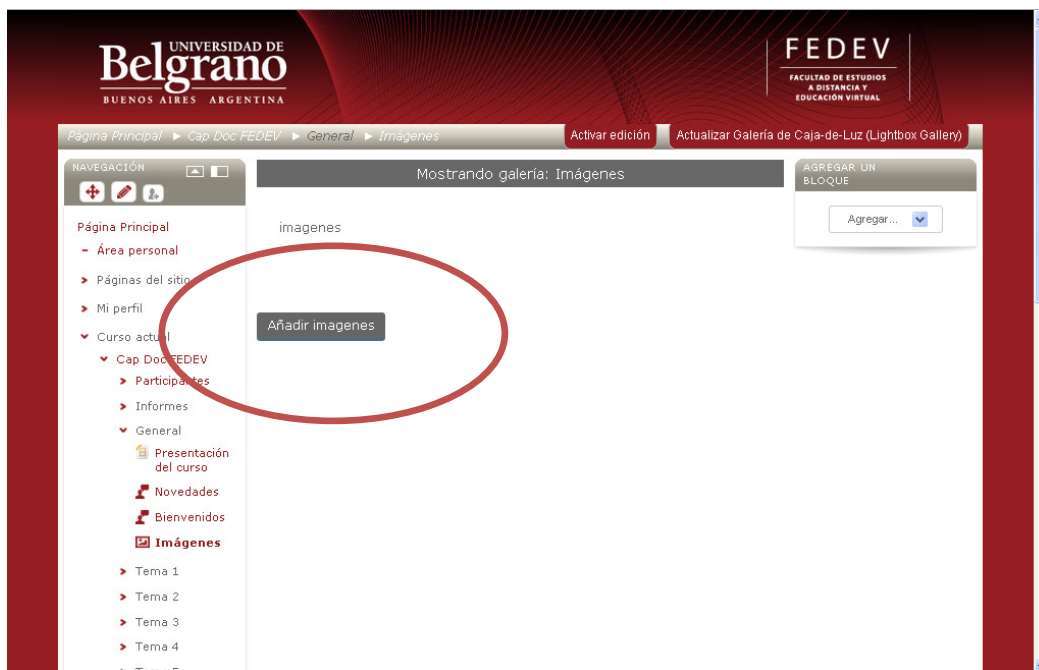 UNIVERSIDAD DE
Belgrano
BUENOS AIRES ARGENTINA
FEDEV
FACULTAD DE ESTUDIOS
A DISTANCIA Y
EDUCACIÓN VIRTUAL
Página Principal ► Cap Doc FEDEV ► General ► Imágenes
Activar edición
Actualizar Galería de Caja-de-Luz (Lightbox Gallery)
NAVEGACIÓN
Página Principal
Área personal
Páginas del sitio
Mi perfil
Curso actual
Cap Doc FEDEV
Participantes
Informes
General
Presentación
del curso
Novedades
Bienvenidos
Imágenes
Tema 1
Tema 2
Tema 3
Tema 4
Mostrando galería: Imágenes
imagenes
Añadir imagenes
AGREGAR UN
BLOQUE
Agregar...